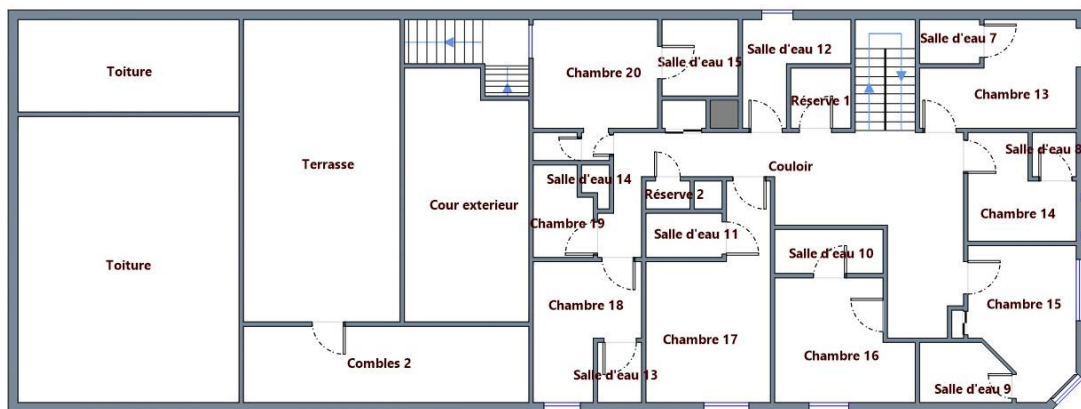 Salle d'eau 7
Salle d'eau 12
Salle d'eau 15
Toiture
Chambre 20
Chambre 13
Réserve 1
Salle d'eau 8
Terrasse
Couloir
Salle d'eau 14
Réserve 2
Cour exterieur
Chambre 14
Chambre 19
Salle d'eau 11
Salle d'eau 10
Toiture
Chambre 18
Chambre 15
Chambre 17
Chambre 16
Combles 2
Salle d'eau 13
Salle d'eau 9